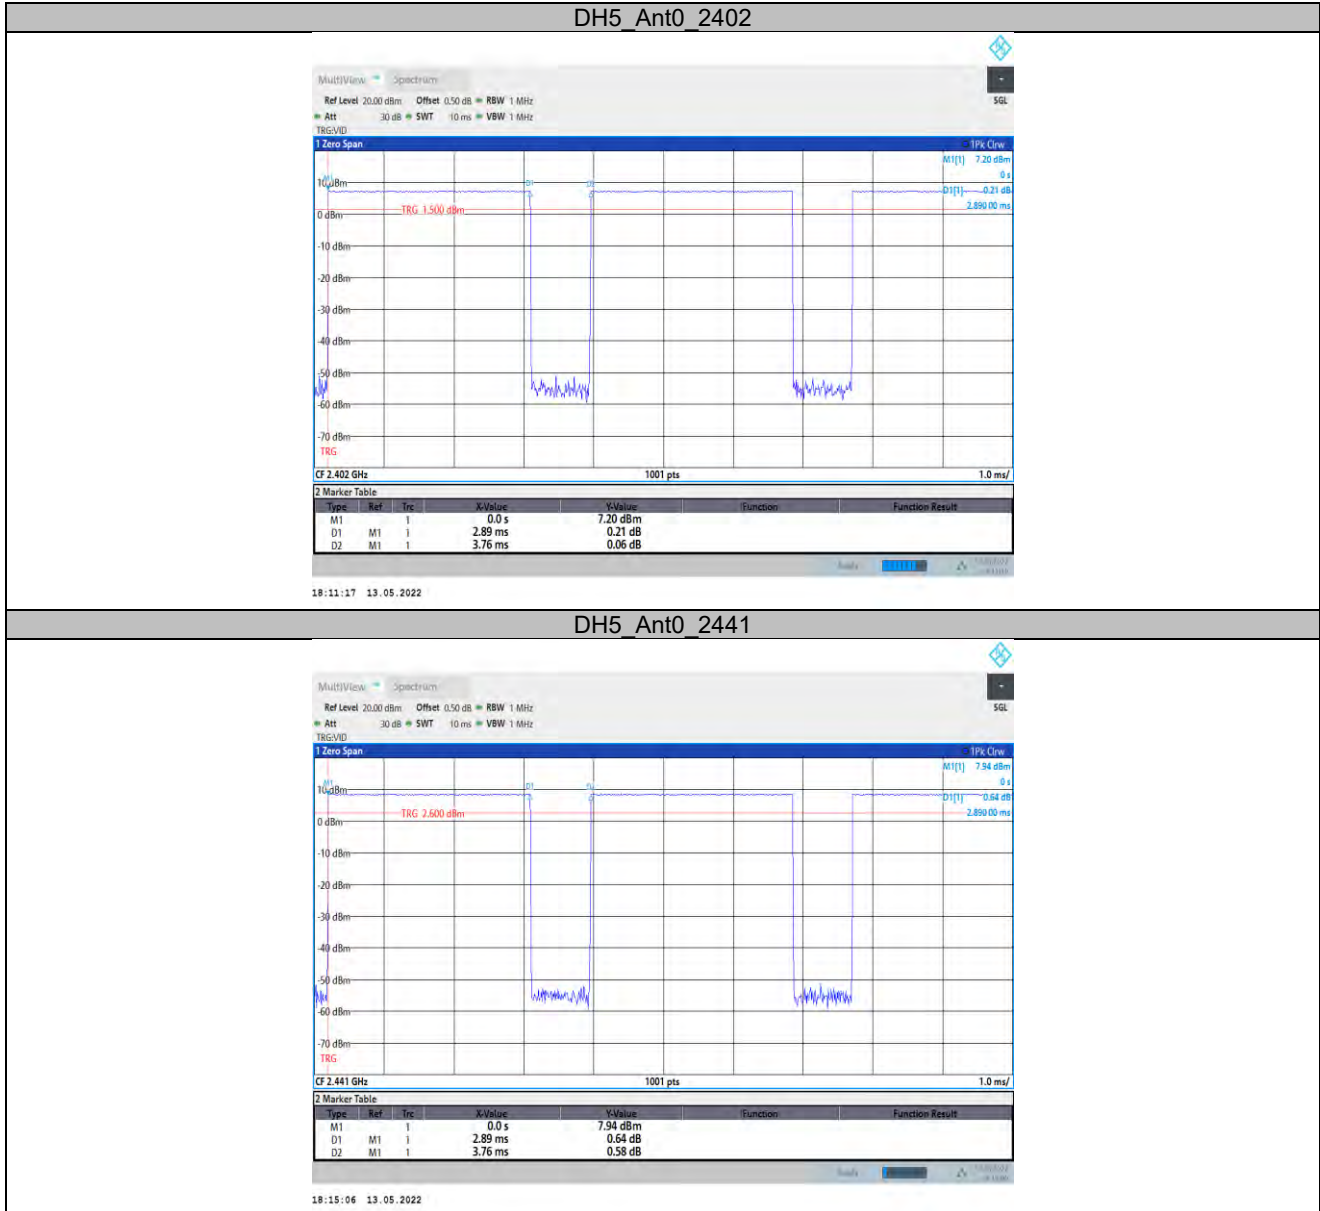 DH5_Ant0_2402
MultiView Spectrum
Ref Level 20.00 dBm Offset 0.50 dB RBW 1 MHz SGL
Att 30 dB SWT 10 ms VBW 1 MHz
TRG:VID
1 Zero Span 1Pk Clrw
M1[1] 7.20 dBm
0 s
M1 D1 D2
10 dBm D1[1] 0.21 dB
2.890 00 ms
TRG 1.500 dBm
0 dBm
-10 dBm
-20 dBm
-30 dBm
-40 dBm
-50 dBm
-60 dBm
-70 dBm
TRG
CF 2.402 GHz 1001 pts 1.0 ms/
2 Marker Table
Type Ref Trc X-Value Y-Value Function Function Result
M1 1 0.0 s 7.20 dBm
D1 M1 1 2.89 ms 0.21 dB
D2 M1 1 3.76 ms 0.06 dB
Ready
18:11:17 13.05.2022
DH5_Ant0_2441
MultiView Spectrum
Ref Level 20.00 dBm Offset 0.50 dB RBW 1 MHz SGL
Att 30 dB SWT 10 ms VBW 1 MHz
TRG:VID
1 Zero Span 1Pk Clrw
M1[1] 7.94 dBm
0 s
M1 D1
10 dBm D1[1] 0.64 dB
2.890 00 ms
TRG 2.600 dBm
0 dBm
-10 dBm
-20 dBm
-30 dBm
-40 dBm
-50 dBm
-60 dBm
-70 dBm
TRG
CF 2.441 GHz 1001 pts 1.0 ms/
2 Marker Table
Type Ref Trc X-Value Y-Value Function Function Result
M1 1 0.0 s 7.94 dBm
D1 M1 1 2.89 ms 0.64 dB
D2 M1 1 3.76 ms 0.58 dB
Ready
18:15:06 13.05.2022